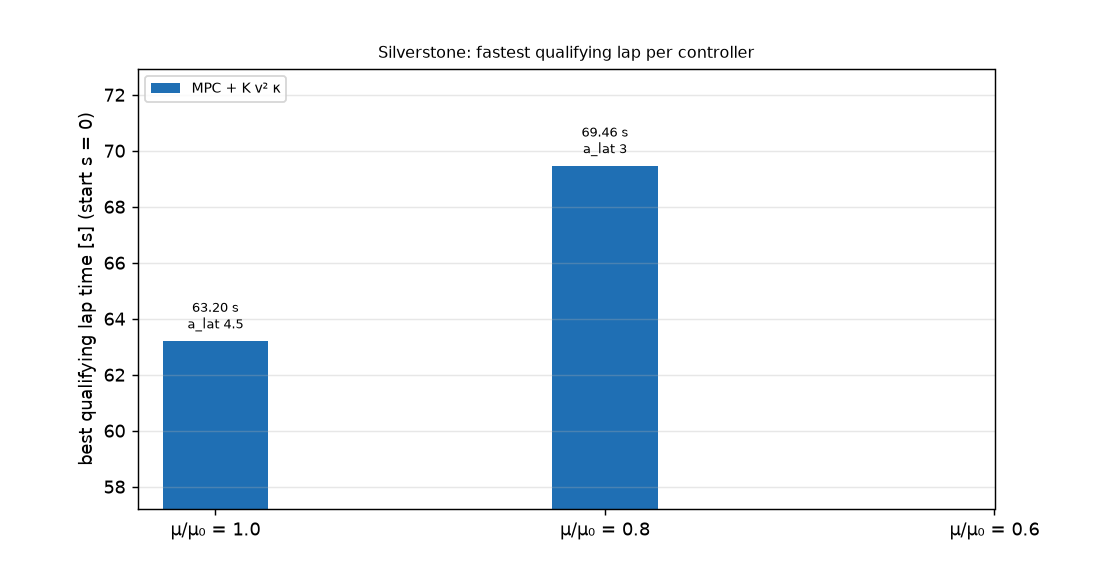 Silverstone: fastest qualifying lap per controller
MPC + K v² κ
best qualifying lap time [s] (start s = 0)
72
70
68
66
64
62
60
58
63.20 s
a_lat 4.5
69.46 s
a_lat 3
μ/μ₀ = 1.0
μ/μ₀ = 0.8
μ/μ₀ = 0.6